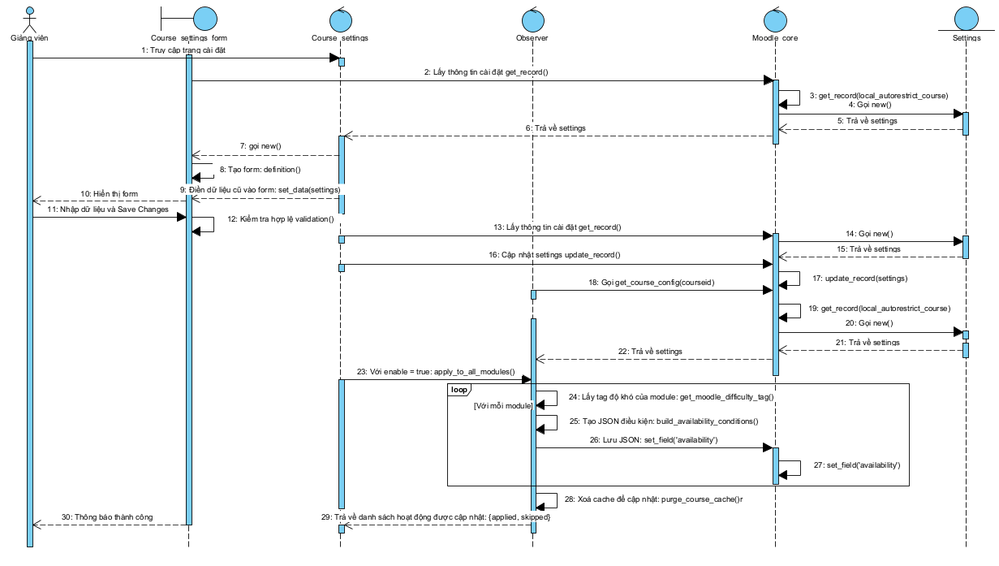 Giảng viên
Course_settings_form
Course_settings
Observer
Moodle core
Settings
1: Truy cập trang cài đặt
2: Lấy thông tin cài đặt get_record()
3: get_record(local_autorestrict_course)
4: Gọi new()
5: Trả về settings
6: Trả về settings
7: gọi new()
8: Tạo form: definition()
9: Điền dữ liệu cũ vào form: set_data(settings)
10: Hiển thị form
11: Nhập dữ liệu và Save Changes
12: Kiểm tra hợp lệ validation()
13: Lấy thông tin cài đặt get_record()
14: Gọi new()
15: Trả về settings
16: Cập nhật settings update_record()
17: update_record(settings)
18: Gọi get_course_config(courseid)
19: get_record(local_autorestrict_course)
20: Gọi new()
21: Trả về settings
22: Trả về settings
23: Với enable = true: apply_to_all_modules()
loop
[Với mỗi module]
24: Lấy tag độ khó của module: get_moodle_difficulty_tag()
25: Tạo JSON điều kiện: build_availability_conditions()
26: Lưu JSON: set_field('availability')
27: set_field('availability')
28: Xoá cache để cập nhật: purge_course_cache()r
29: Trả về danh sách hoạt động được cập nhật: {applied, skipped}
30: Thông báo thành công